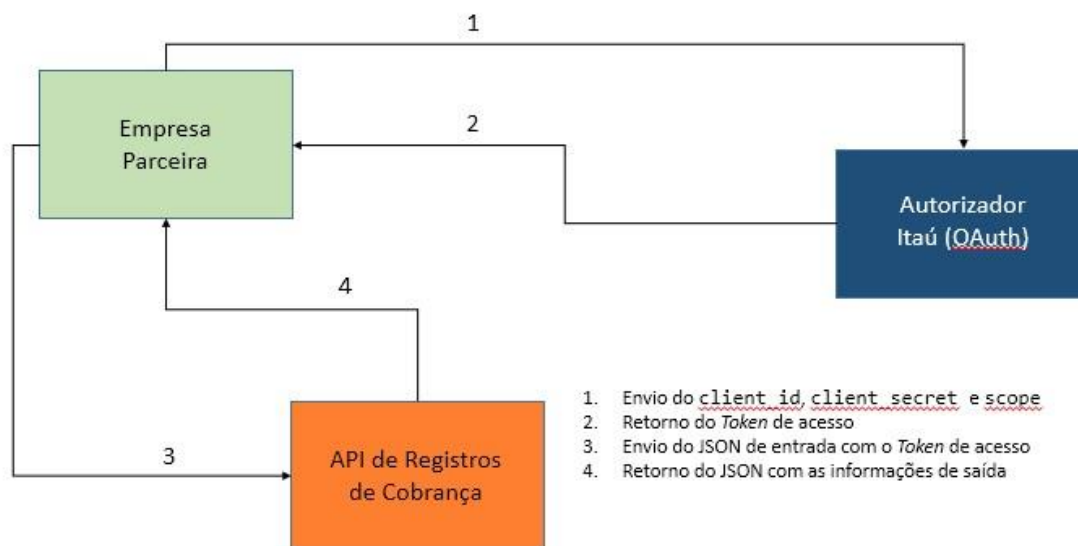 1
Empresa
Parceira
2
Autorizador
Itaú (OAuth)
4
3
API de Registros
de Cobrança
1. Envio do client_id, client_secret e scope
2. Retorno do Token de acesso
3. Envio do JSON de entrada com o Token de acesso
4. Retorno do JSON com as informações de saída